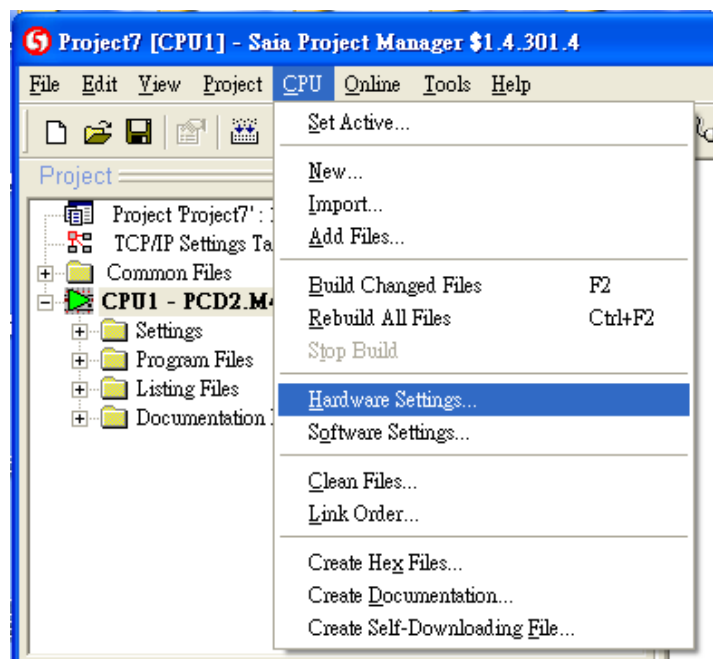 Project7 [CPU1] - Saia Project Manager $1.4.301.4
File Edit View Project CPU Online Tools Help
Project
Project 'Project7' :
TCP/IP Settings Ta
Common Files
CPU1 - PCD2.M4
Settings
Program Files
Listing Files
Documentation
Set Active...
New...
Import...
Add Files...
Build Changed Files F2
Rebuild All Files Ctrl+F2
Stop Build
Hardware Settings...
Software Settings...
Clean Files...
Link Order...
Create Hex Files...
Create Documentation...
Create Self-Downloading File...